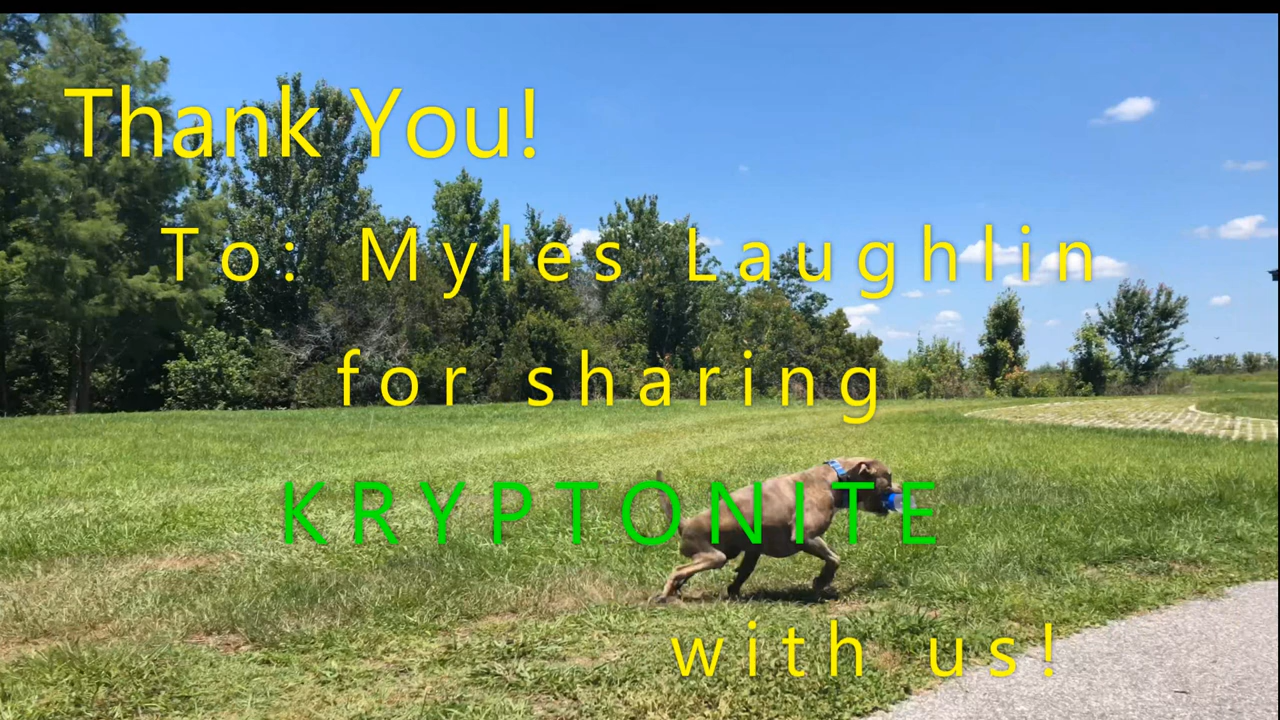 Thank You!
To: Myles Laughlin
for sharing
KRYPTONITE
with us!